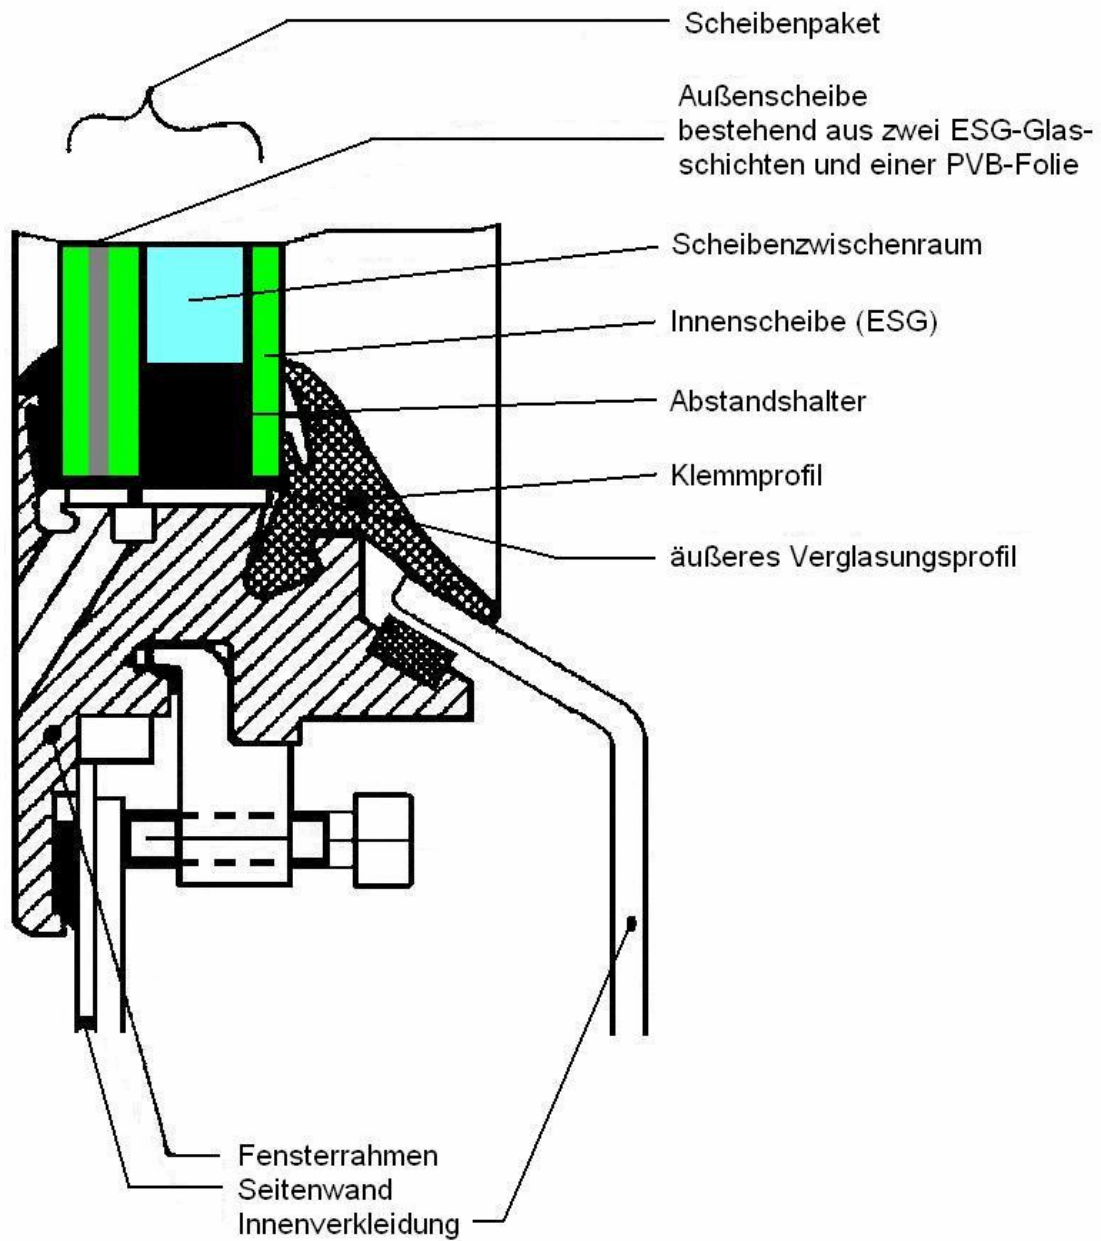 Scheibenpaket
Außenscheibe
bestehend aus zwei ESG-Glas-
schichten und einer PVB-Folie
Scheibenzwischenraum
Innenscheibe (ESG)
Abstandshalter
Klemmprofil
äußeres Verglasungsprofil
Fensterrahmen
Seitenwand
Innenverkleidung